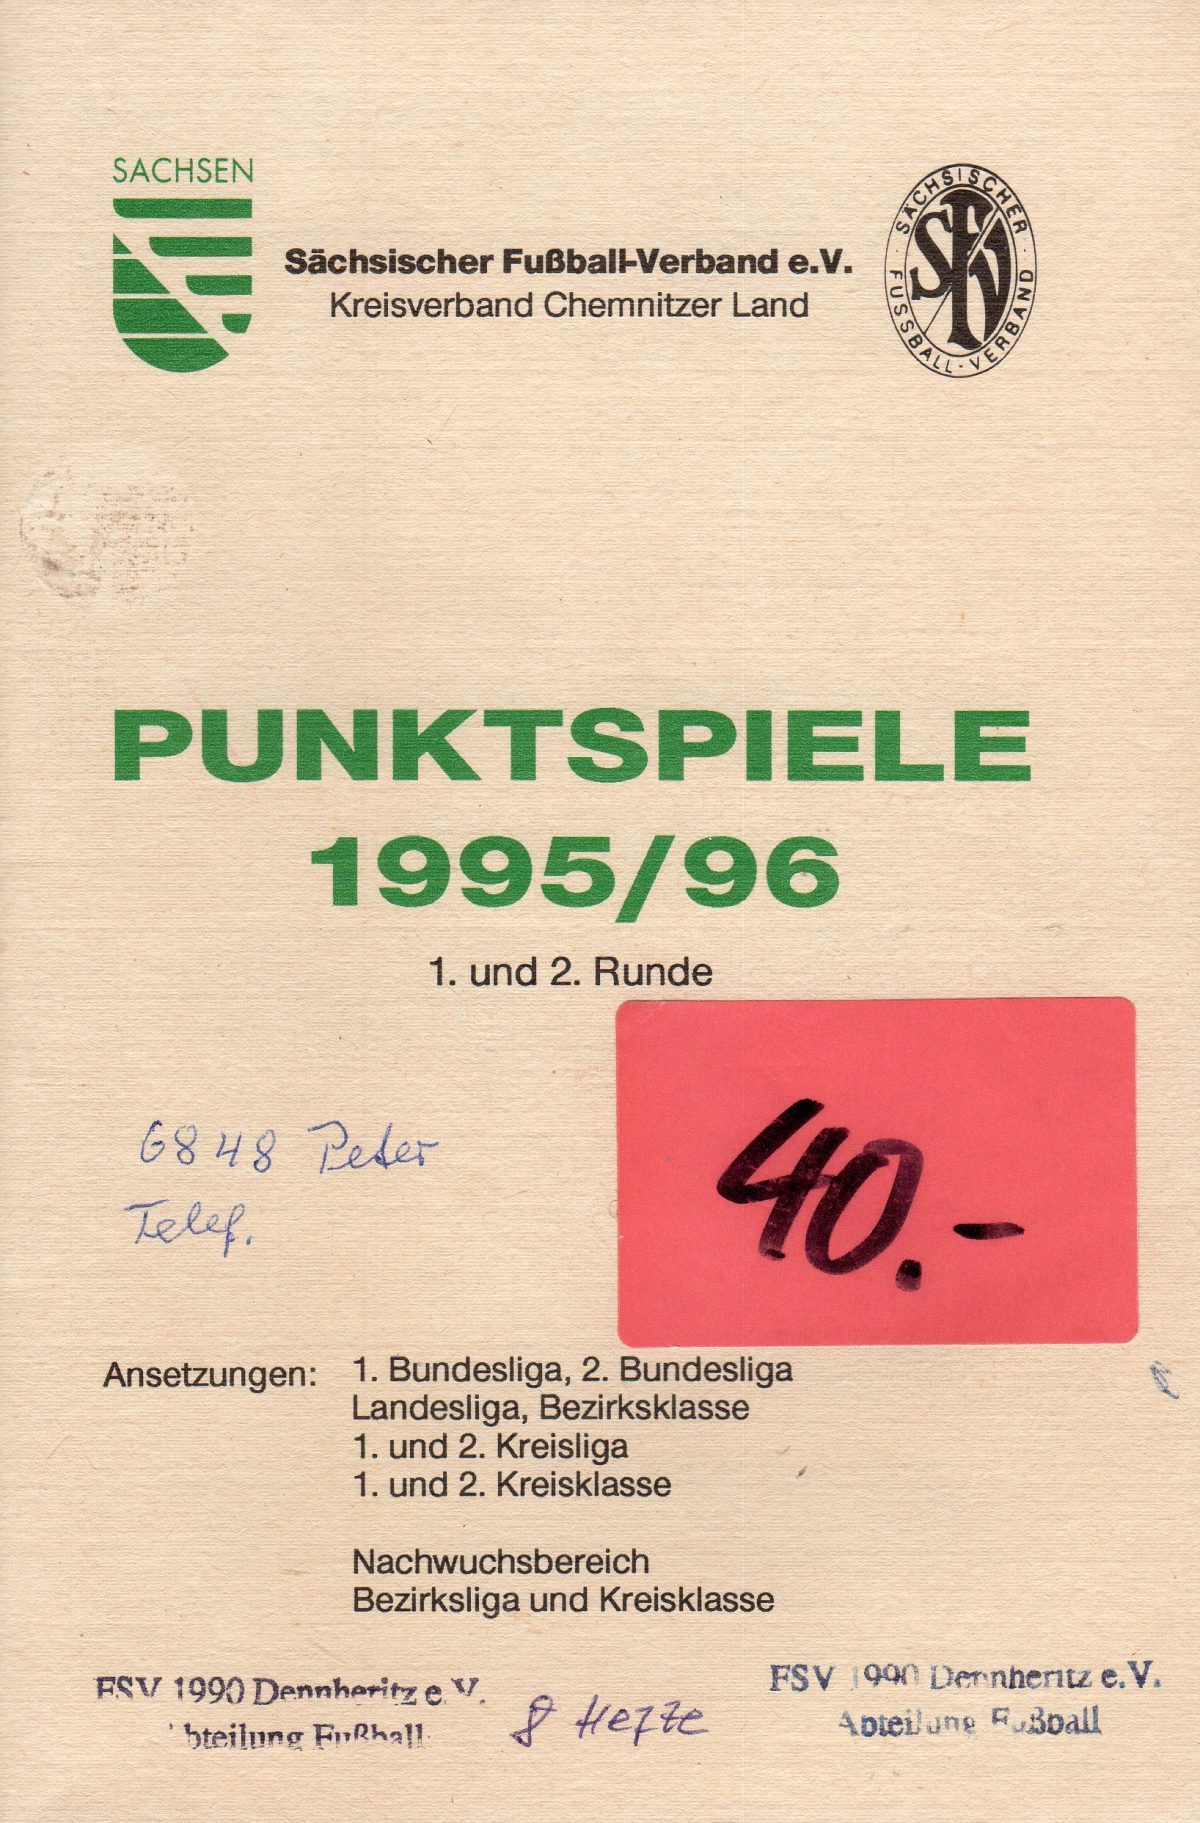 SACHSEN
Sächsischer Fußball-Verband e.V.
Kreisverband Chemnitzer Land
SÄCHSISCHER
SFV
FUSSBALL-VERBAND
PUNKTSPIELE
1995/96
1. und 2. Runde
40.-
6848 Peter
Telef.
Ansetzungen: 1. Bundesliga, 2. Bundesliga
Landesliga, Bezirksklasse
1. und 2. Kreisliga
1. und 2. Kreisklasse
Nachwuchsbereich
Bezirksliga und Kreisklasse
FSV 1990 Dennheritz e.V.
Abteilung Fußball
8 Hefte
FSV 1990 Dennheritz e.V.
Abteilung Fußball